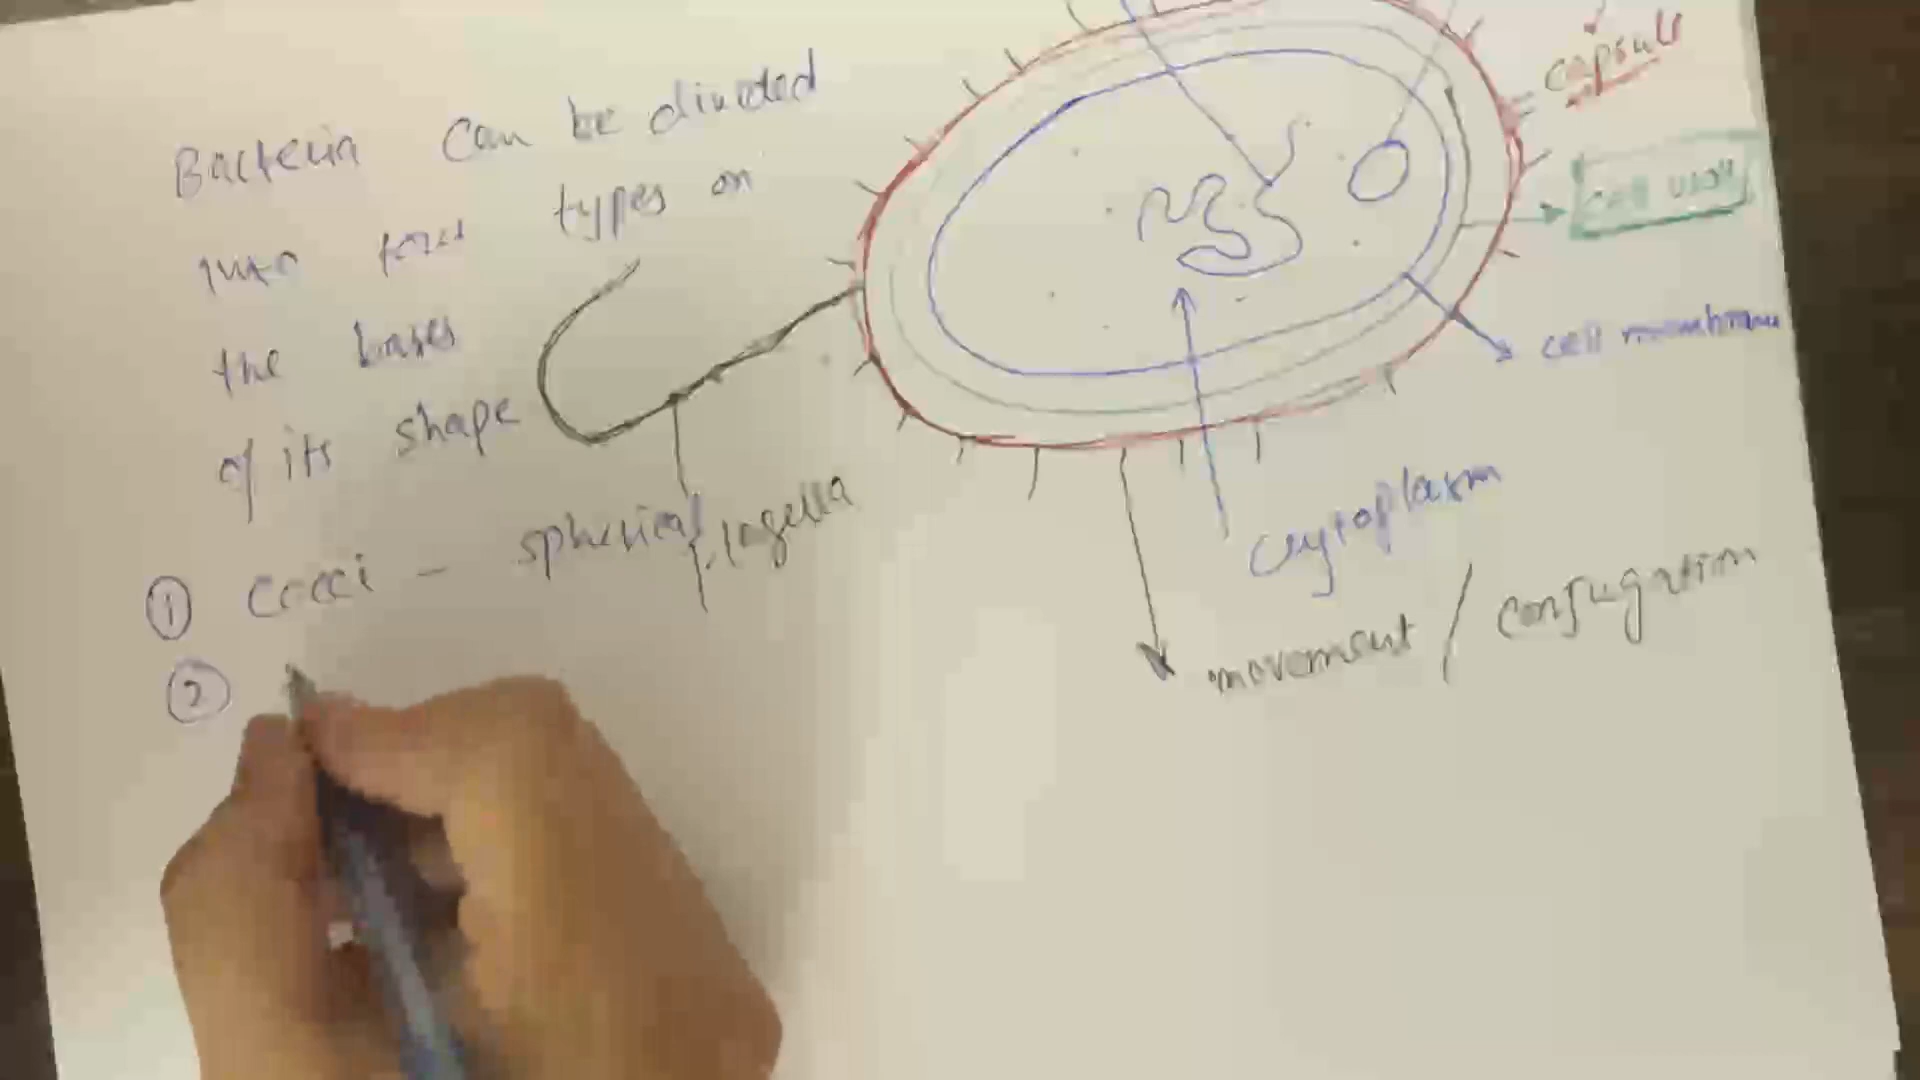 Bacteria can be divided
four types on
the bases
of its shape
① Cocci - spherical
②
flagella
capsule
cell wall
cell membrane
Cytoplasm
movement / conjugation